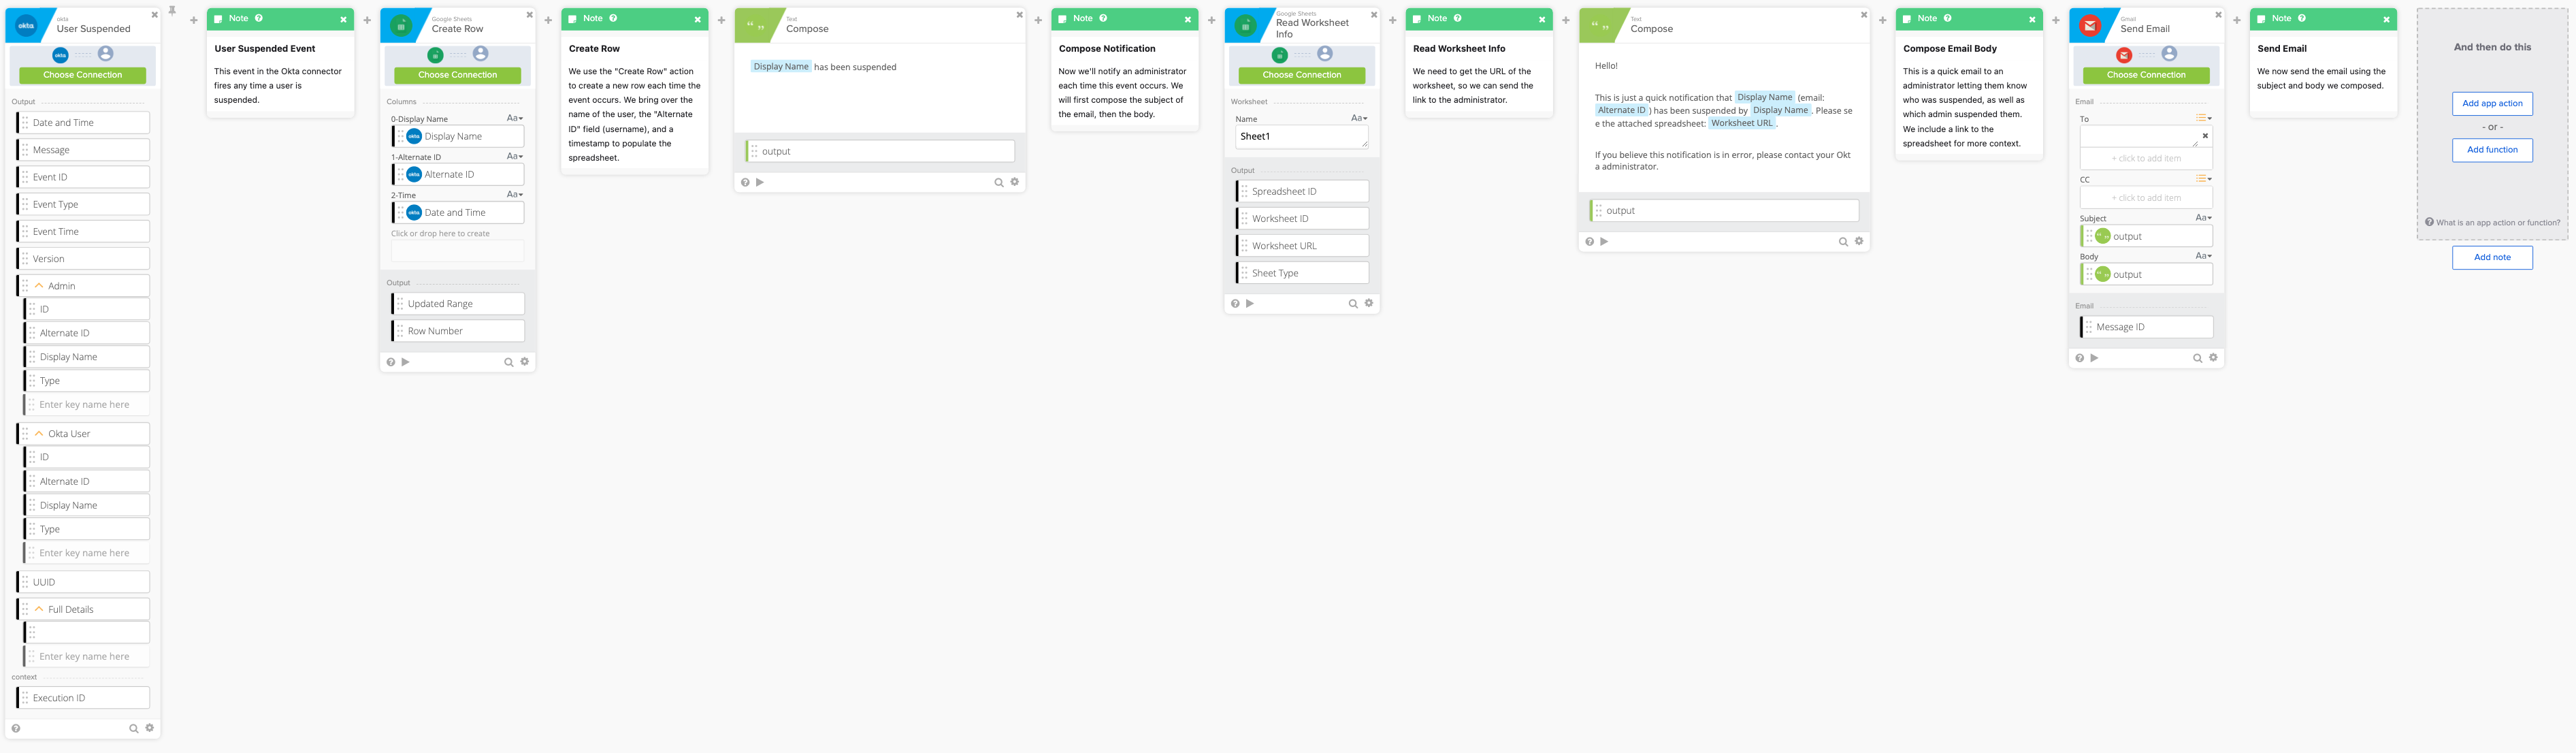 okta
User Suspended
okta
Choose Connection
Output
Date and Time
Message
Event ID
Event Type
Event Time
Version
Admin
ID
Alternate ID
Display Name
Type
Enter key name here
Okta User
ID
Alternate ID
Display Name
Type
Enter key name here
UUID
Full Details
Enter key name here
context
Execution ID
Note
User Suspended Event
This event in the Okta connector
fires any time a user is
suspended.
Google Sheets
Create Row
Choose Connection
Columns
0-Display Name
Aa
okta
Display Name
1-Alternate ID
Aa
okta
Alternate ID
2-Time
Aa
okta
Date and Time
Click or drop here to create
Output
Updated Range
Row Number
Note
Create Row
We use the "Create Row" action
to create a new row each time the
event occurs. We bring over the
name of the user, the "Alternate
ID" field (username), and a
timestamp to populate the
spreadsheet.
Text
Compose
Display Name has been suspended
output
Note
Compose Notification
Now we'll notify an administrator
each time this event occurs. We
will first compose the subject of
the email, then the body.
Google Sheets
Read Worksheet
Info
Choose Connection
Worksheet
Name
Aa
Sheet1
Output
Spreadsheet ID
Worksheet ID
Worksheet URL
Sheet Type
Note
Read Worksheet Info
We need to get the URL of the
worksheet, so we can send the
link to the administrator.
Text
Compose
Hello!
This is just a quick notification that Display Name (email:
Alternate ID ) has been suspended by Display Name . Please se
e the attached spreadsheet: Worksheet URL .
If you believe this notification is in error, please contact your Okt
a administrator.
output
Note
Compose Email Body
This is a quick email to an
administrator letting them know
who was suspended, as well as
which admin suspended them.
We include a link to the
spreadsheet for more context.
Gmail
Send Email
Choose Connection
Email
To
+ click to add item
CC
+ click to add item
Subject
Aa
output
Body
Aa
output
Email
Message ID
Note
Send Email
We now send the email using the
subject and body we composed.
And then do this
Add app action
- or -
Add function
What is an app action or function?
Add note